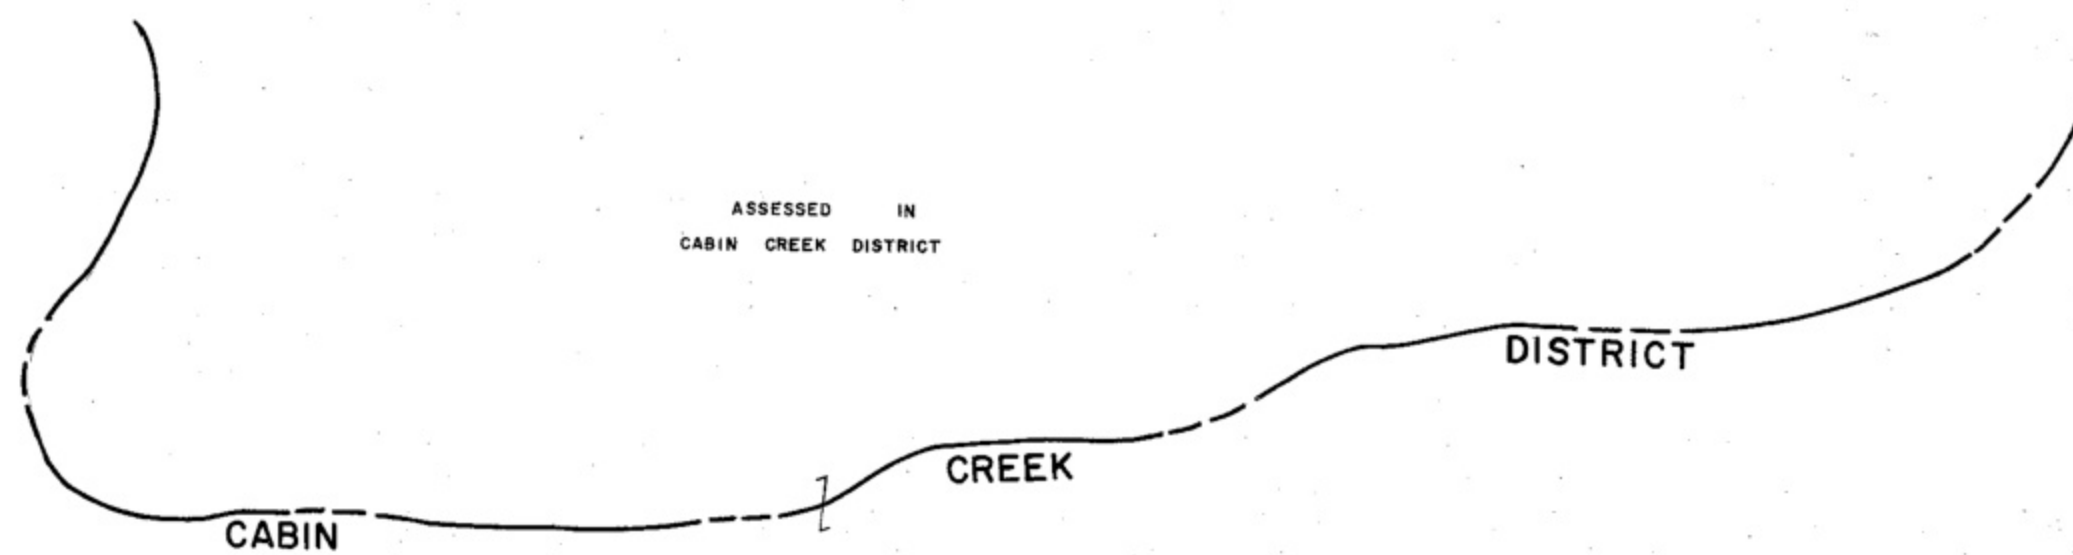 ASSESSED IN
CABIN CREEK DISTRICT
DISTRICT
CREEK
CABIN